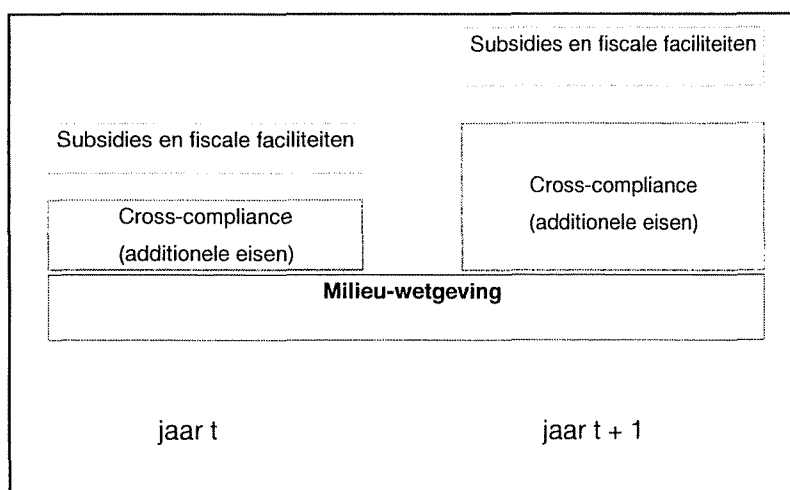 Subsidies en fiscale faciliteiten
Subsidies en fiscale faciliteiten
Cross-compliance
(additionele eisen)
Cross-compliance
(additionele eisen)
Milieu-wetgeving
jaar t
jaar t + 1